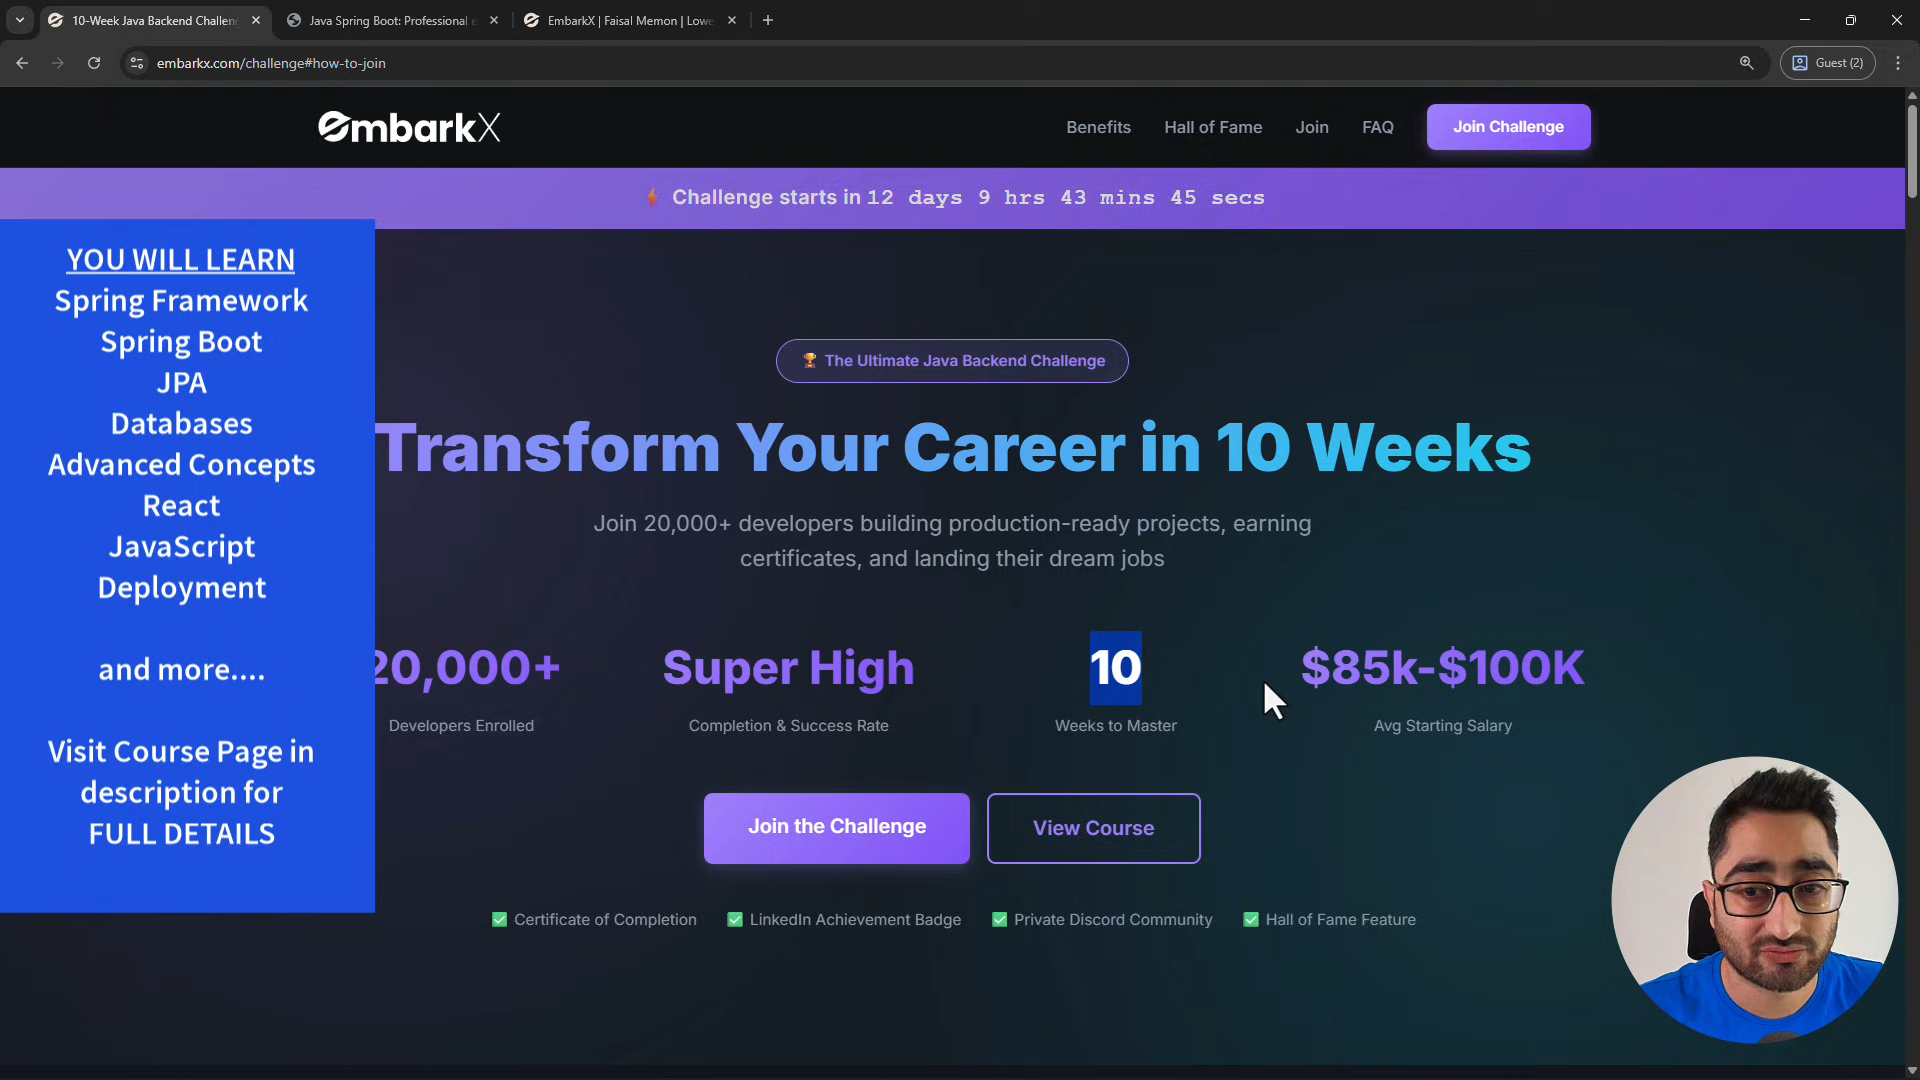 10-Week Java Backend Challen
Java Spring Boot: Professional
EmbarkX | Faisal Memon | Lowe
embarkx.com/challenge#how-to-join
Guest (2)
EmbarkX
Benefits
Hall of Fame
Join
FAQ
Join Challenge
Challenge starts in 12 days 9 hrs 43 mins 45 secs
YOU WILL LEARN
Spring Framework
Spring Boot
JPA
Databases
Advanced Concepts
React
JavaScript
Deployment
and more....
Visit Course Page in
description for
FULL DETAILS
The Ultimate Java Backend Challenge
Transform Your Career in 10 Weeks
Join 20,000+ developers building production-ready projects, earning
certificates, and landing their dream jobs
20,000+
Developers Enrolled
Super High
Completion & Success Rate
10
Weeks to Master
$85k-$100K
Avg Starting Salary
Join the Challenge
View Course
Certificate of Completion
LinkedIn Achievement Badge
Private Discord Community
Hall of Fame Feature